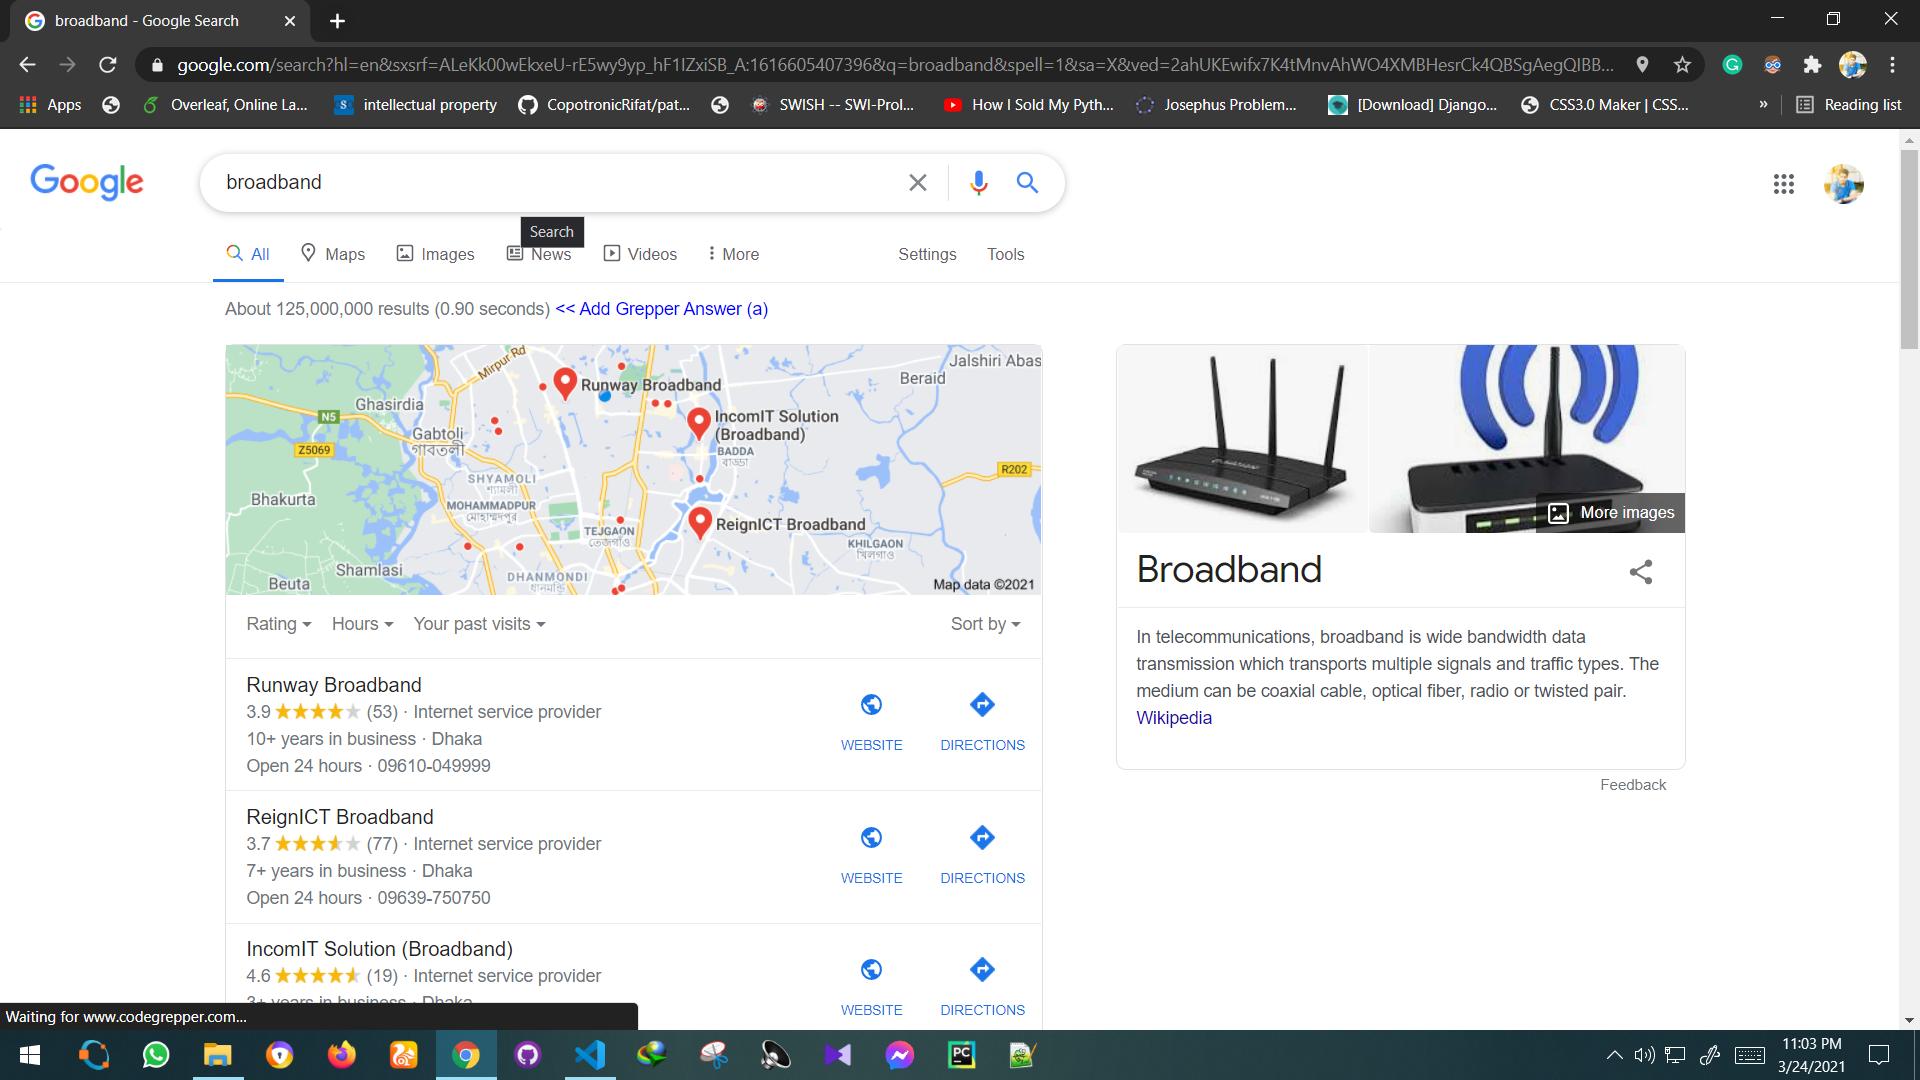 broadband - Google Search
google.com/search?hl=en&sxsrf=ALeKk00wEkxeU-rE5wy9yp_hF1IZxiSB_A:1616605407396&q=broadband&spell=1&sa=X&ved=2ahUKEwifx7K4tMnvAhWO4XMBHesrCk4QBSgAegQIBB...
Apps Overleaf, Online La... intellectual property CopotronicRifat/pat... SWISH -- SWI-Prol... How I Sold My Pyth... Josephus Problem... [Download] Django... CSS3.0 Maker | CSS... » Reading list
Google
broadband
Search
All Maps Images News Videos More Settings Tools
About 125,000,000 results (0.90 seconds) << Add Grepper Answer (a)
Mirpur Rd
Jalshiri Abas
Beraid
Runway Broadband
Ghasirdia
N5
IncomIT Solution
(Broadband)
Gabtoli
গাবতলী
Z5069
BADDA
বাড্ডা
R202
SHYAMOLI
শ্যামলী
Bhakurta
MOHAMMADPUR
মোহাম্মদপুর
ReignICT Broadband
TEJGAON
তেজগাঁও
KHILGAON
খিলগাও
Shamlasi
DHANMONDI
ধানমন্ডি
Beuta
Map data ©2021
Rating Hours Your past visits Sort by
Runway Broadband
3.9 (53) · Internet service provider
10+ years in business · Dhaka
Open 24 hours · 09610-049999
WEBSITE DIRECTIONS
ReignICT Broadband
3.7 (77) · Internet service provider
7+ years in business · Dhaka
Open 24 hours · 09639-750750
WEBSITE DIRECTIONS
IncomIT Solution (Broadband)
4.6 (19) · Internet service provider
3+ years in business · Dhaka
WEBSITE DIRECTIONS
More images
Broadband
In telecommunications, broadband is wide bandwidth data
transmission which transports multiple signals and traffic types. The
medium can be coaxial cable, optical fiber, radio or twisted pair.
Wikipedia
Feedback
Waiting for www.codegrepper.com...
PC
11:03 PM
3/24/2021